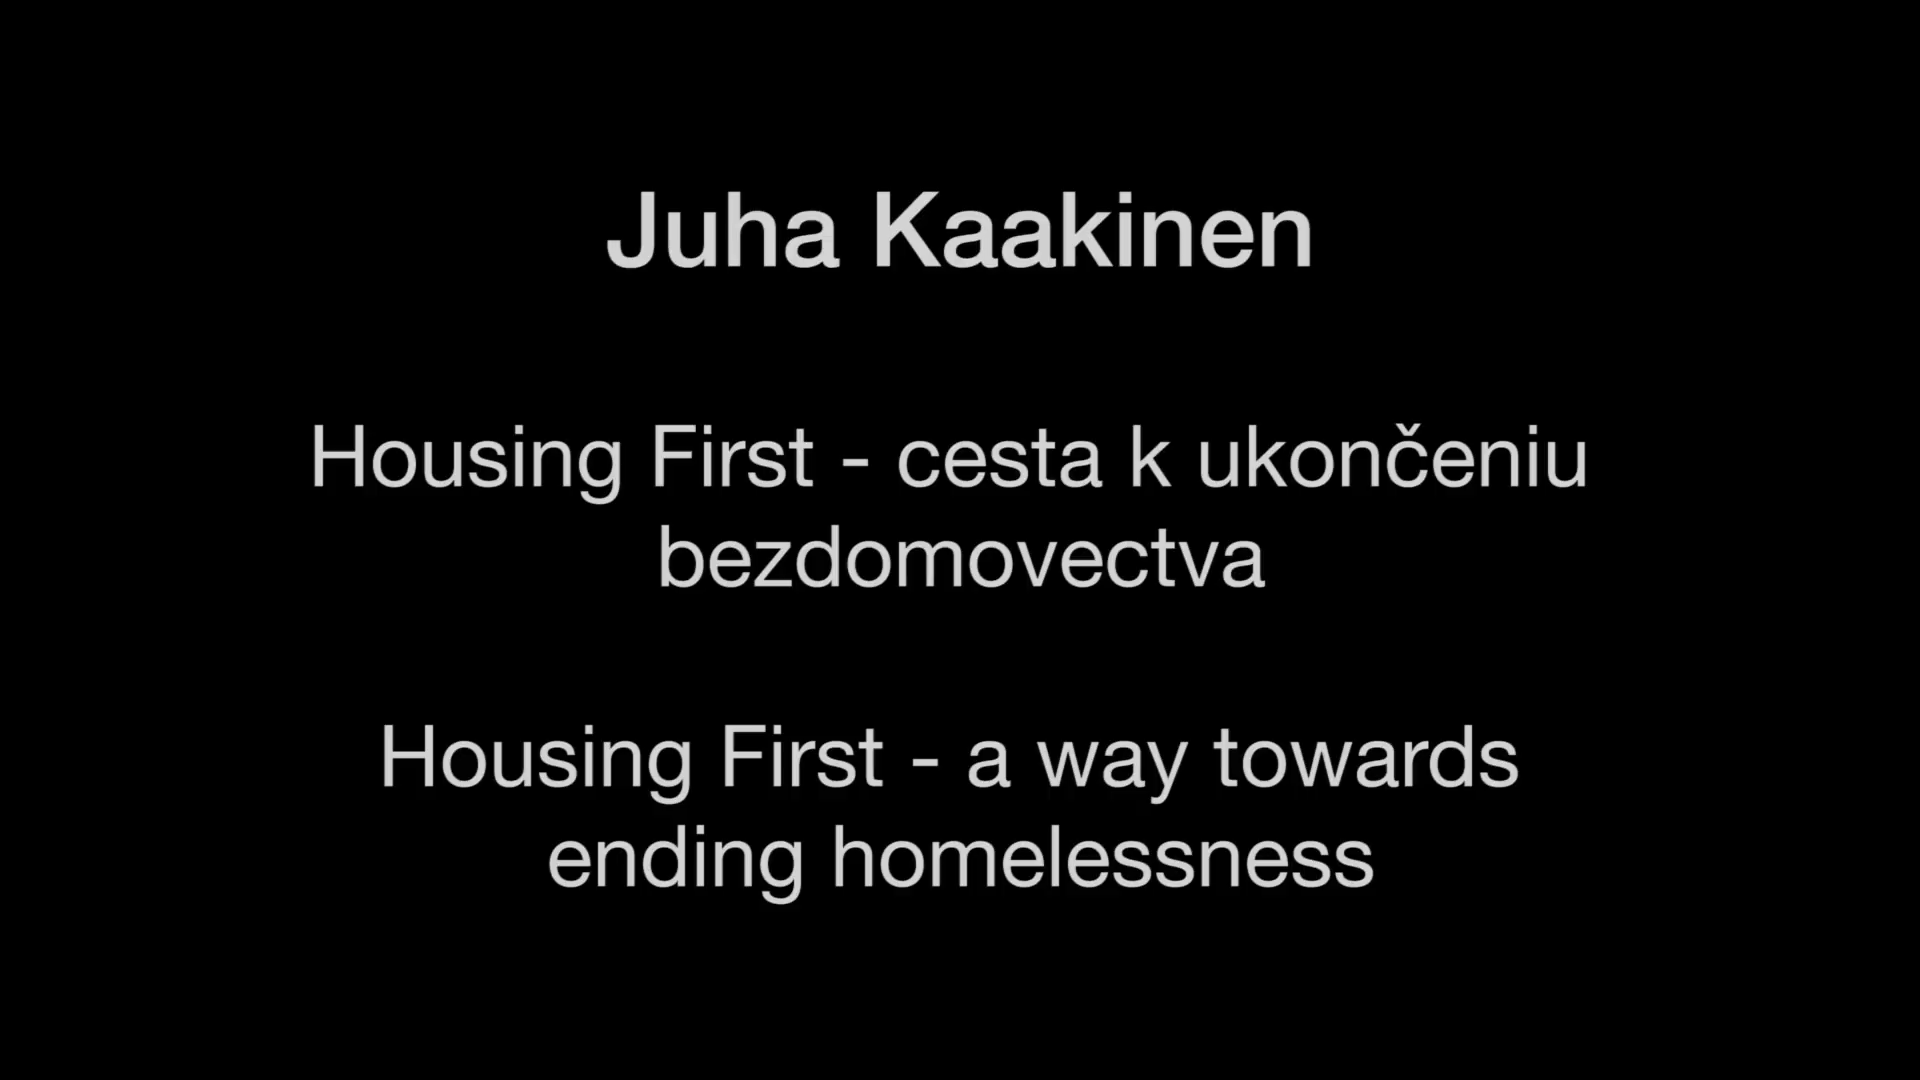 Juha Kaakinen
Housing First - cesta k ukončeniu
bezdomovectva
Housing First - a way towards
ending homelessness